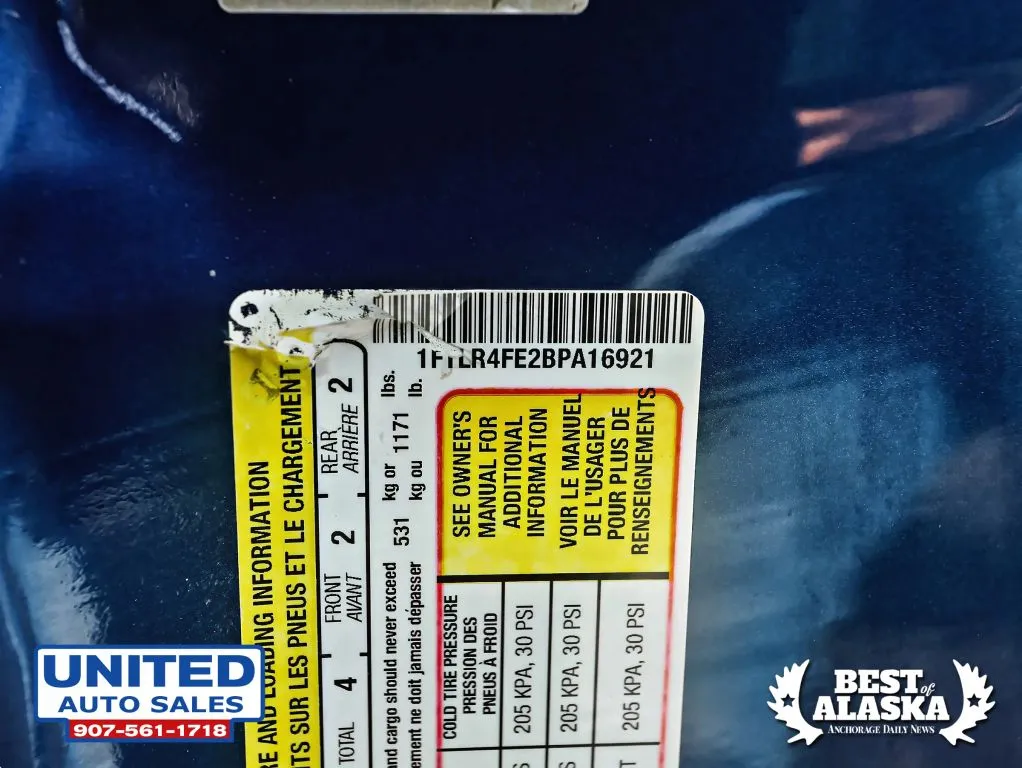 1FTLR4FE2BPA16921
RE AND LOADING INFORMATION
TS SUR LES PNEUS ET LE CHARGEMENT
TOTAL 4
FRONT
AVANT 2
REAR
ARRIÈRE 2
and cargo should never exceed 531 kg or 1171 lbs.
ement ne doit jamais dépasser kg ou lb.
SEE OWNER'S
MANUAL FOR
ADDITIONAL
INFORMATION
VOIR LE MANUEL
DE L'USAGER
POUR PLUS DE
RENSEIGNEMENTS
COLD TIRE PRESSURE
PRESSION DES
PNEUS À FROID
205 KPA, 30 PSI
205 KPA, 30 PSI
205 KPA, 30 PSI
UNITED
AUTO SALES
907-561-1718
BEST of
ALASKA
ANCHORAGE DAILY NEWS